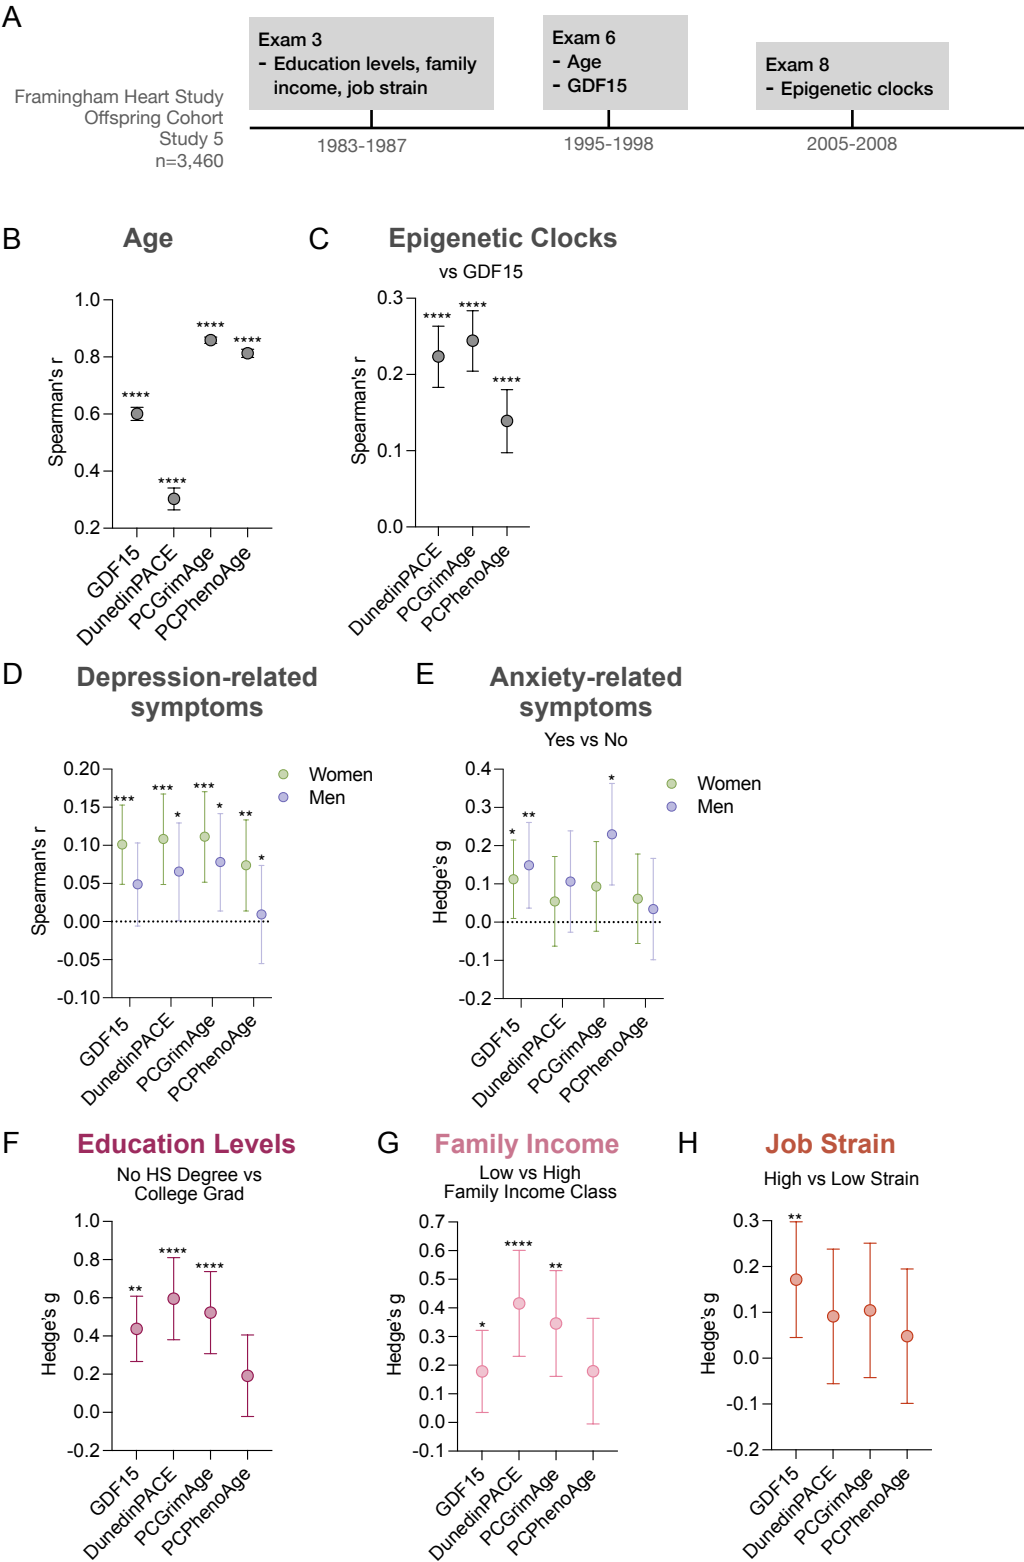 A
Exam 3
- Education levels, family
income, job strain
Exam 6
- Age
- GDF15
Exam 8
- Epigenetic clocks
Framingham Heart Study
Offspring Cohort
Study 5
n=3,460
1983-1987
1995-1998
2005-2008
B
Age
Spearman's r
1.0
0.8
0.6
0.4
0.2
****
****
****
****
GDF15
DunedinPACE
PCGrimAge
PCPhenoAge
C
Epigenetic Clocks
vs GDF15
Spearman's r
0.3
0.2
0.1
0.0
****
****
****
DunedinPACE
PCGrimAge
PCPhenoAge
D
Depression-related
symptoms
Spearman's r
0.20
0.15
0.10
0.05
0.00
-0.05
-0.10
***
***
*
***
*
**
*
Women
Men
GDF15
DunedinPACE
PCGrimAge
PCPhenoAge
E
Anxiety-related
symptoms
Yes vs No
Hedge's g
0.4
0.3
0.2
0.1
0.0
-0.1
-0.2
*
**
*
Women
Men
GDF15
DunedinPACE
PCGrimAge
PCPhenoAge
F
Education Levels
No HS Degree vs
College Grad
Hedge's g
1.0
0.8
0.6
0.4
0.2
0.0
-0.2
**
****
****
GDF15
DunedinPACE
PCGrimAge
PCPhenoAge
G
Family Income
Low vs High
Family Income Class
Hedge's g
0.7
0.6
0.5
0.4
0.3
0.2
0.1
0.0
-0.1
*
****
**
GDF15
DunedinPACE
PCGrimAge
PCPhenoAge
H
Job Strain
High vs Low Strain
Hedge's g
0.3
0.2
0.1
0.0
-0.1
-0.2
**
GDF15
DunedinPACE
PCGrimAge
PCPhenoAge